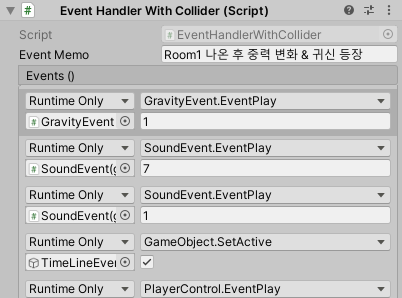 Event Handler With Collider (Script)
Script EventHandlerWithCollider
Event Memo Room1 나온 후 중력 변화 & 귀신 등장
Events ()
Runtime Only GravityEvent.EventPlay
GravityEvent 1
Runtime Only SoundEvent.EventPlay
SoundEvent(g 7
Runtime Only SoundEvent.EventPlay
SoundEvent(g 1
Runtime Only GameObject.SetActive
TimeLineEver
Runtime Only PlayerControl.EventPlay